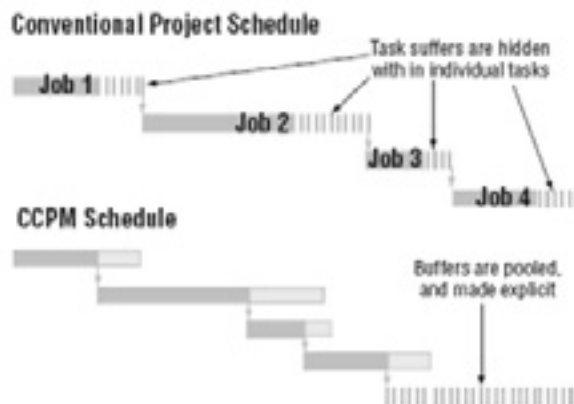 Conventional Project Schedule
Task suffers are hidden
with in individual tasks
Job 1
Job 2
Job 3
Job 4
CCPM Schedule
Buffers are pooled,
and made explicit